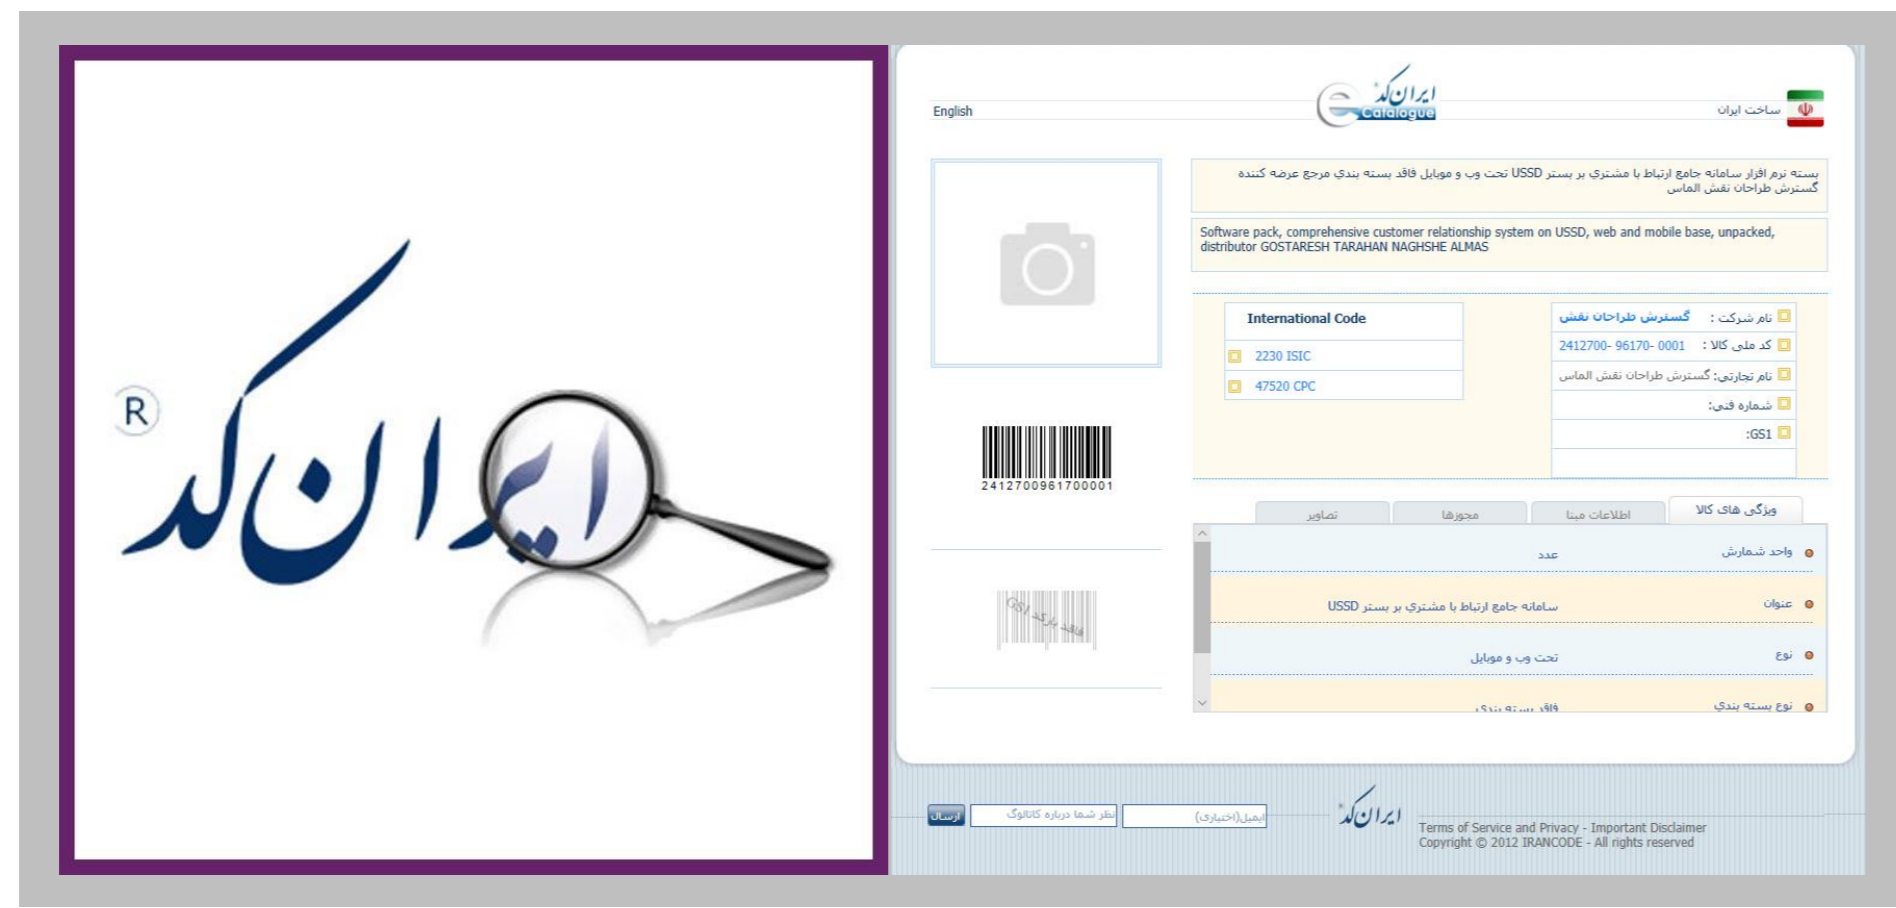 ایران کد
R
English
ایران کد
Catalogue
ساخت ایران
بسته نرم افزار سامانه جامع ارتباط با مشتري بر بستر USSD تحت وب و موبایل فاقد بسته بندي مرجع عرضه کننده
گسترش طراحان نقش الماس
Software pack, comprehensive customer relationship system on USSD, web and mobile base, unpacked,
distributor GOSTARESH TARAHAN NAGHSHE ALMAS
نام شرکت : گسترش طراحان نقش
کد ملی کالا : 2412700- 96170- 0001
نام تجارتی: گسترش طراحان نقش الماس
شماره فنی:
GS1:
International Code
2230 ISIC
47520 CPC
2412700961700001
فاقد بارکد GS1
ویژگی های کالا
اطلاعات مبنا
مجوزها
تصاویر
واحد شمارش عدد
عنوان سامانه جامع ارتباط با مشتري بر بستر USSD
نوع تحت وب و موبایل
نوع بسته بندي فاقد بسته بندي
ایران کد
ایمیل(اختیاری)
نظر شما درباره کاتالوگ
ارسال
Terms of Service and Privacy - Important Disclaimer
Copyright © 2012 IRANCODE - All rights reserved